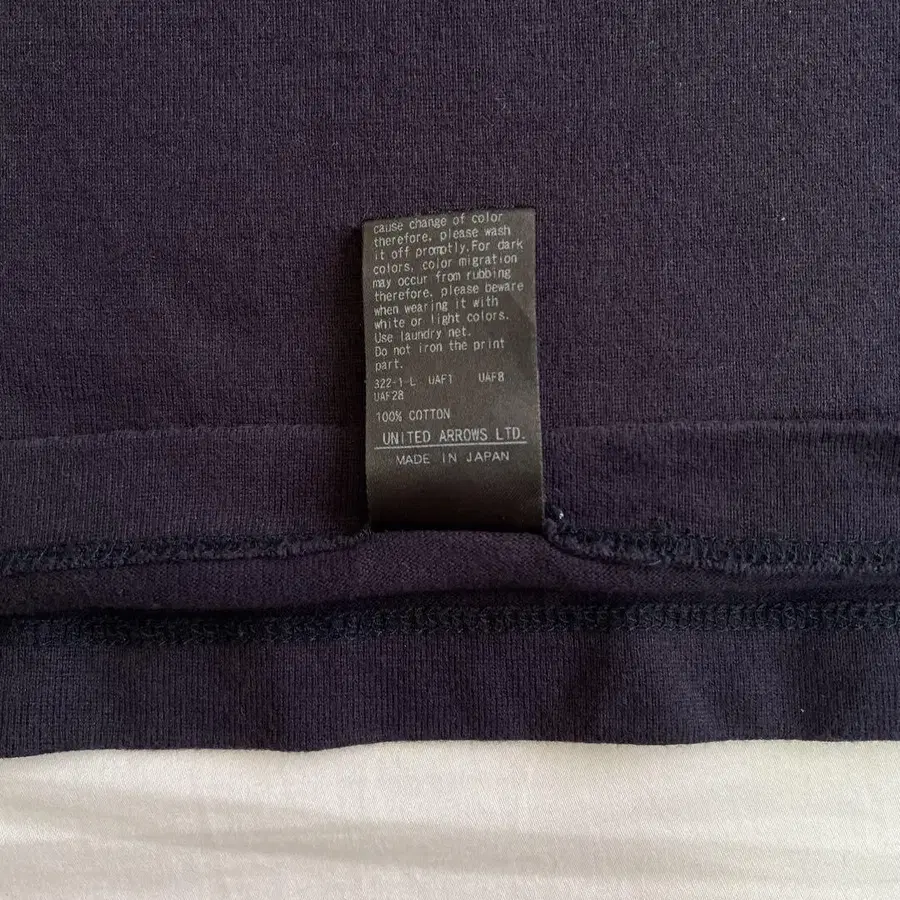 cause change of color
therefore, please wash
it off promptly.For dark
colors, color migration
may occur from rubbing
therefore, please beware
when wearing it with
white or light colors.
Use laundry net.
Do not iron the print
part.
322-1-L UAF1 UAF8
UAF28
100% COTTON
UNITED ARROWS LTD.
MADE IN JAPAN